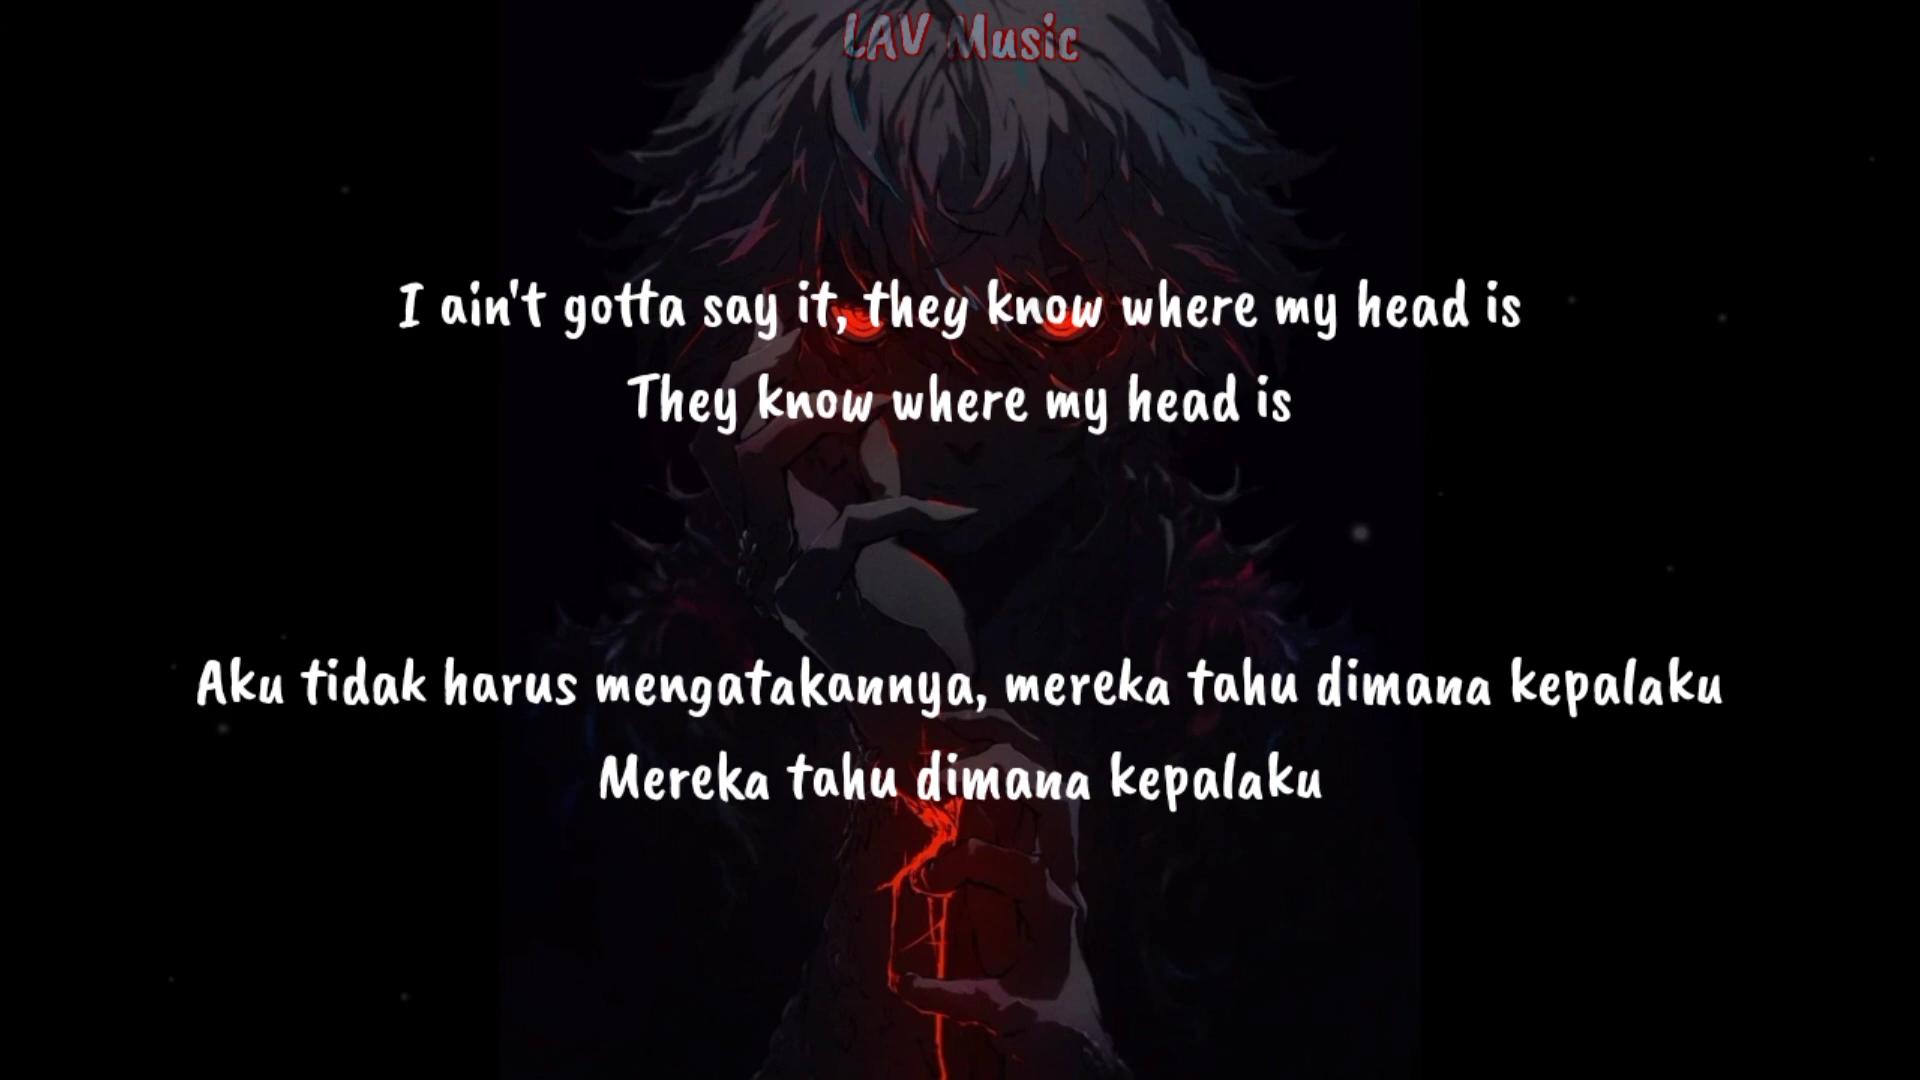 LAV Music
I ain't gotta say it, they know where my head is
They know where my head is
Aku tidak harus mengatakannya, mereka tahu dimana kepalaku
Mereka tahu dimana kepalaku